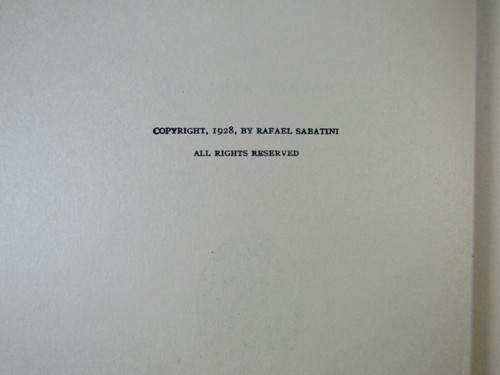 COPYRIGHT, 1928, BY RAFAEL SABATINI
ALL RIGHTS RESERVED